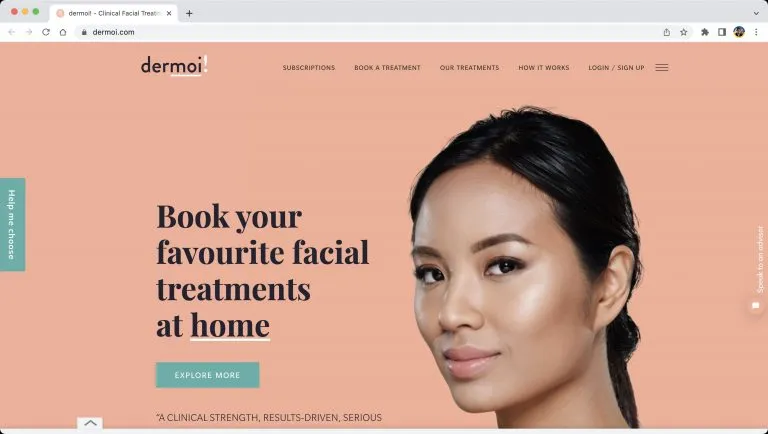 dermoi! - Clinical Facial Treatm
dermoi.com
dermoi!
SUBSCRIPTIONS
BOOK A TREATMENT
OUR TREATMENTS
HOW IT WORKS
LOGIN / SIGN UP
Help me choose
Book your
favourite facial
treatments
at home
EXPLORE MORE
Speak to an advisor
"A CLINICAL STRENGTH, RESULTS-DRIVEN, SERIOUS